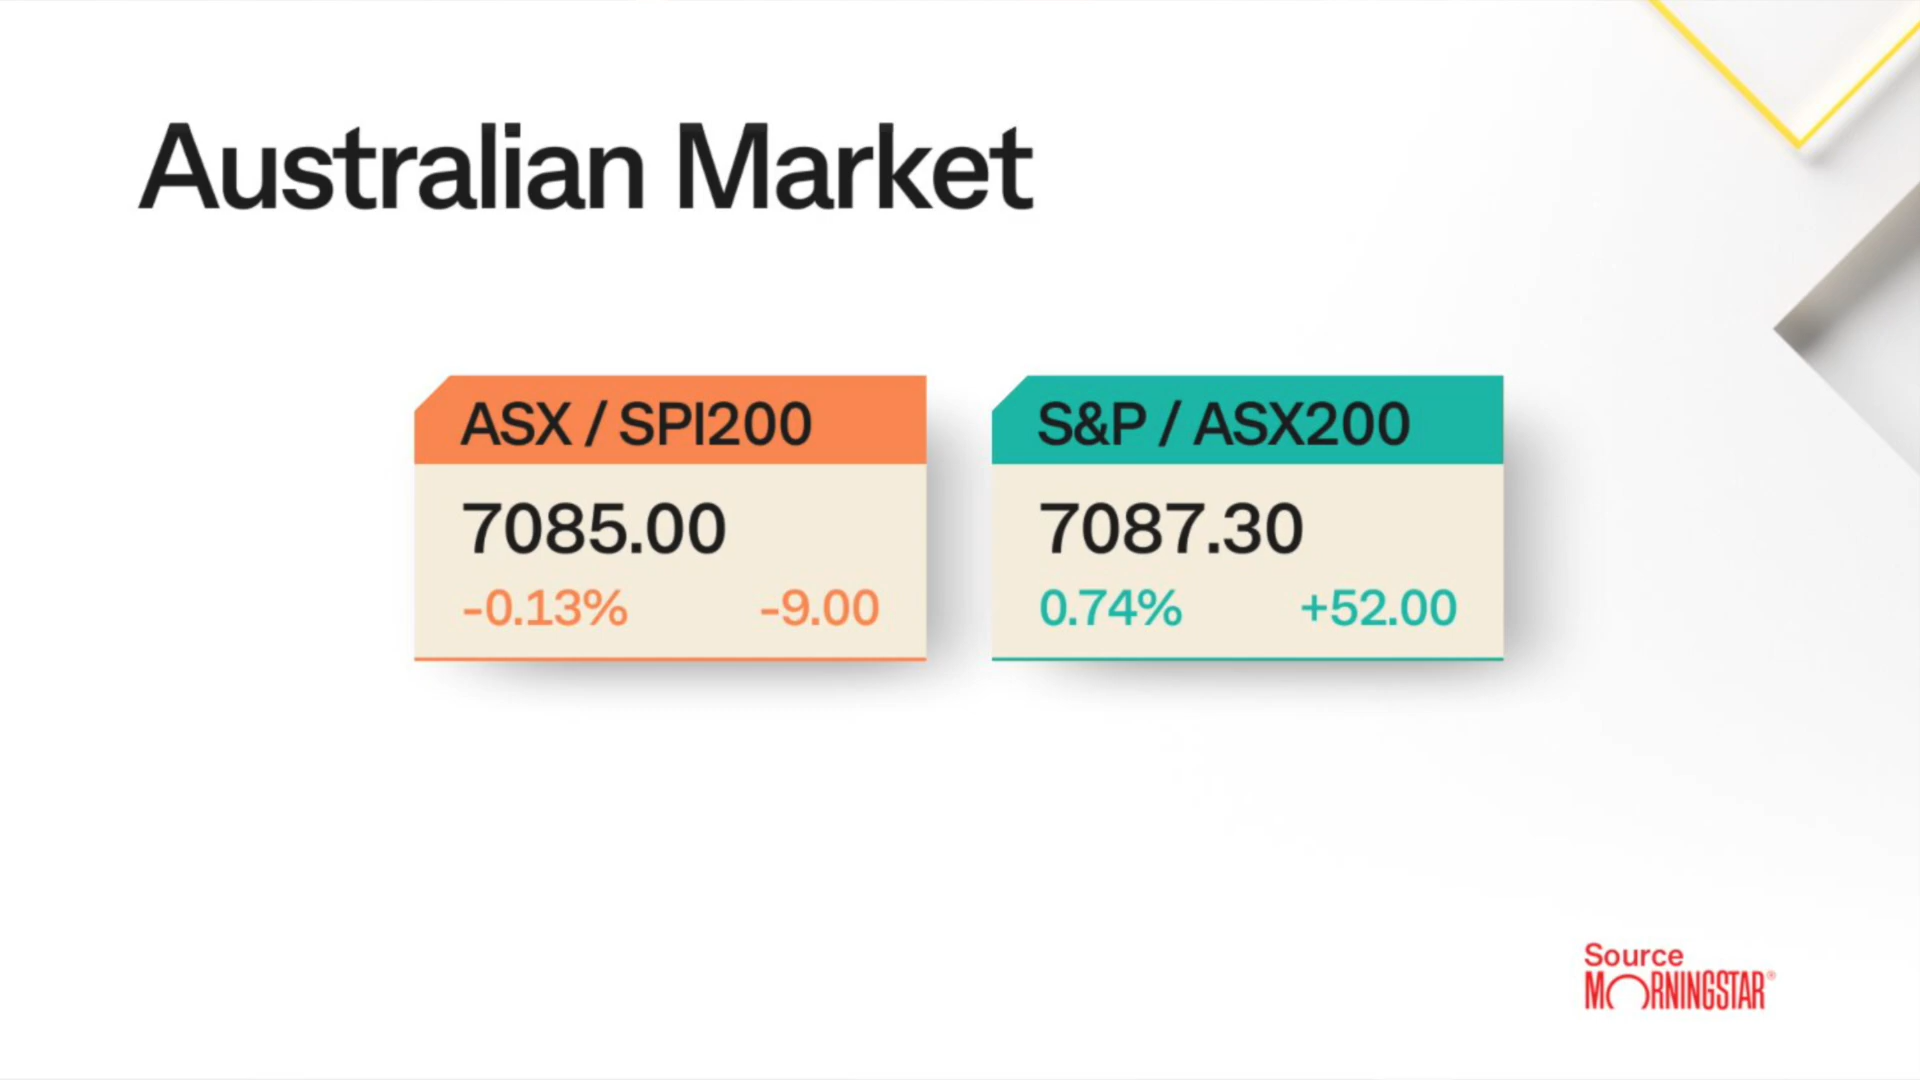 Australian Market
ASX / SPI200
7085.00
-0.13% -9.00
S&P / ASX200
7087.30
0.74% +52.00
Source
MORNINGSTAR®